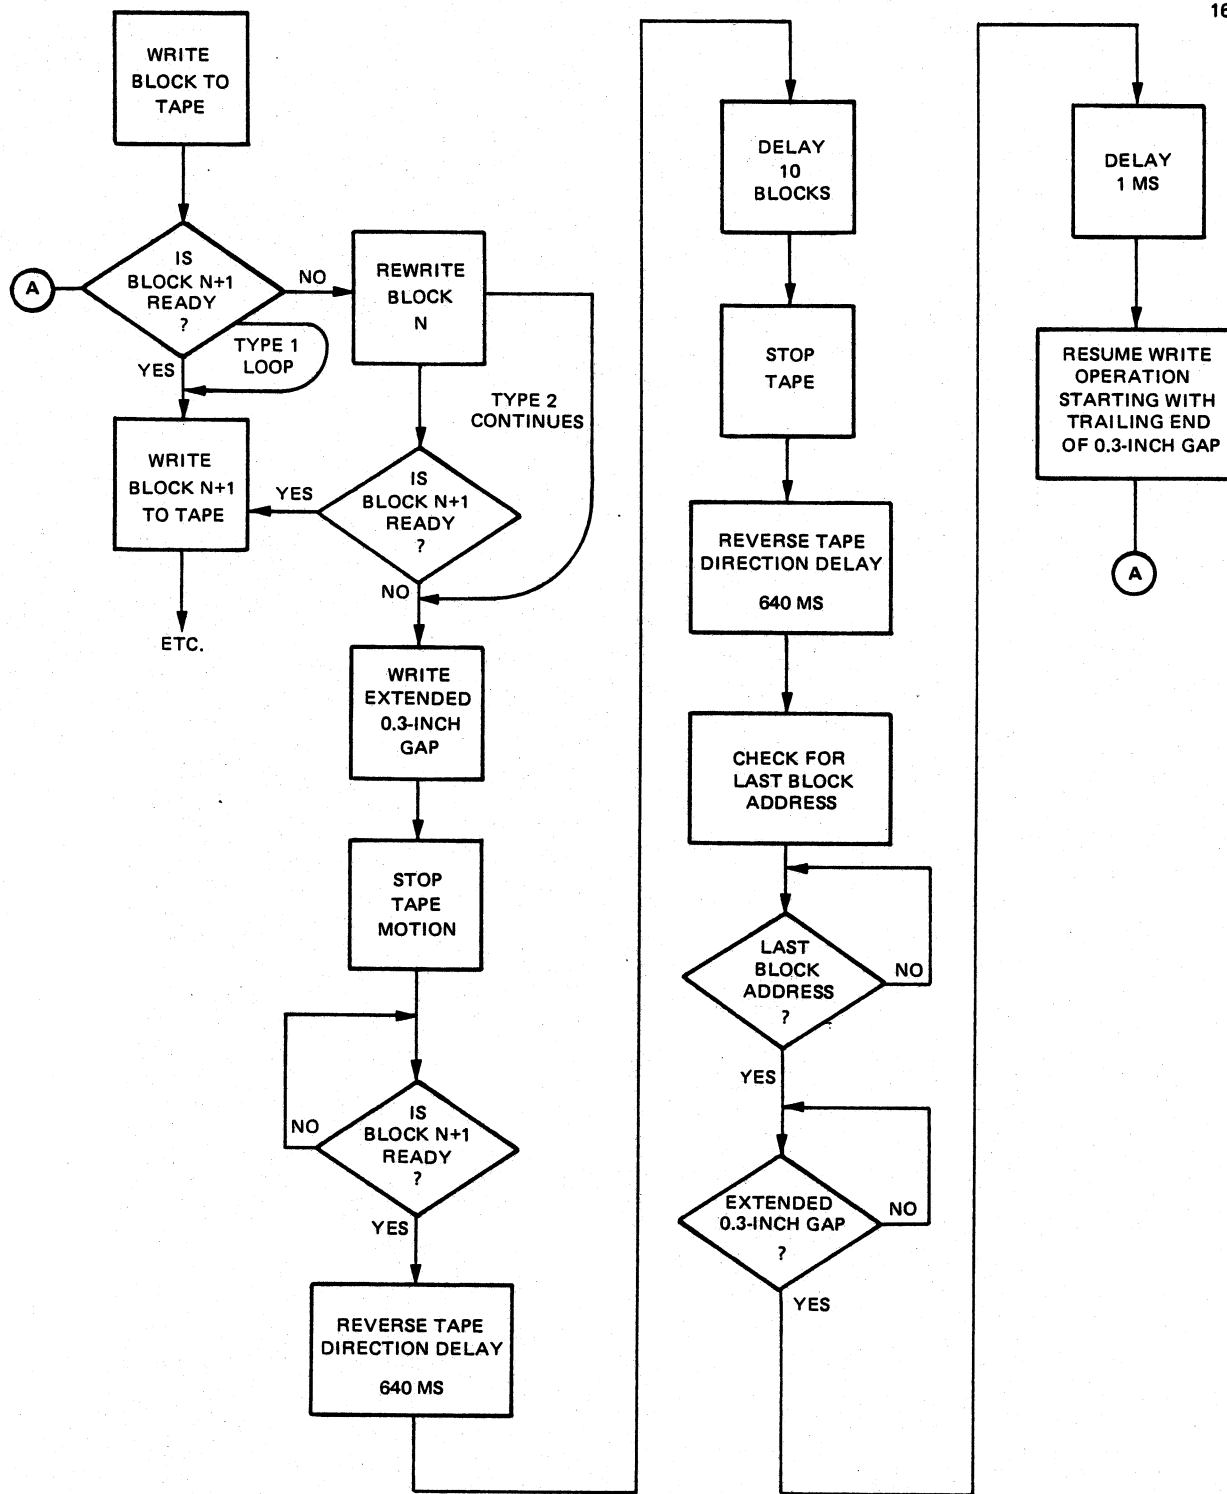 16
WRITE
BLOCK TO
TAPE
A
IS
BLOCK N+1
READY
?
NO
YES
TYPE 1
LOOP
REWRITE
BLOCK
N
TYPE 2
CONTINUES
WRITE
BLOCK N+1
TO TAPE
ETC.
YES
IS
BLOCK N+1
READY
?
NO
WRITE
EXTENDED
0.3-INCH
GAP
STOP
TAPE
MOTION
IS
BLOCK N+1
READY
?
NO
YES
REVERSE TAPE
DIRECTION DELAY
640 MS
DELAY
10
BLOCKS
STOP
TAPE
REVERSE TAPE
DIRECTION DELAY
640 MS
CHECK FOR
LAST BLOCK
ADDRESS
LAST
BLOCK
ADDRESS
?
NO
YES
EXTENDED
0.3-INCH GAP
?
NO
YES
DELAY
1 MS
RESUME WRITE
OPERATION
STARTING WITH
TRAILING END
OF 0.3-INCH GAP
A